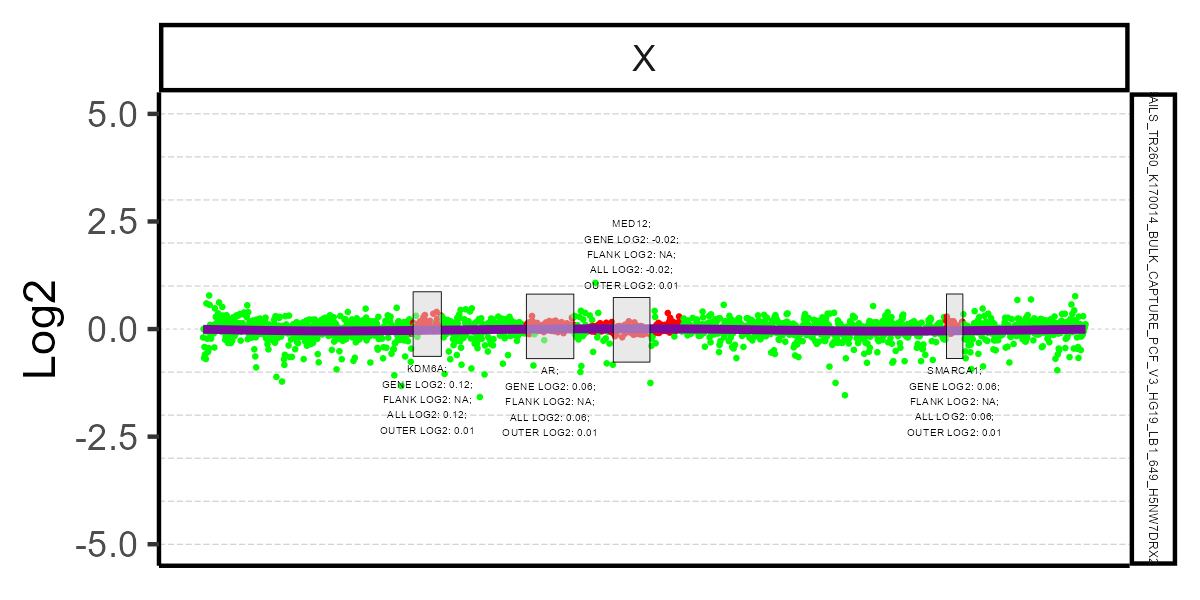 X
5.0
2.5
0.0
-2.5
-5.0
Log2
MED12;
GENE LOG2: -0.02;
FLANK LOG2: NA;
ALL LOG2: -0.02;
OUTER LOG2: 0.01
KDM6A;
GENE LOG2: 0.12;
FLANK LOG2: NA;
ALL LOG2: 0.12;
OUTER LOG2: 0.01
AR;
GENE LOG2: 0.06;
FLANK LOG2: NA;
ALL LOG2: 0.06;
OUTER LOG2: 0.01
SMARCA1;
GENE LOG2: 0.06;
FLANK LOG2: NA;
ALL LOG2: 0.06;
OUTER LOG2: 0.01
AILS_TR260_K170014_BULK_CAPTURE_PCF_V3_HG19_LB1_649_H5NW7DRX2